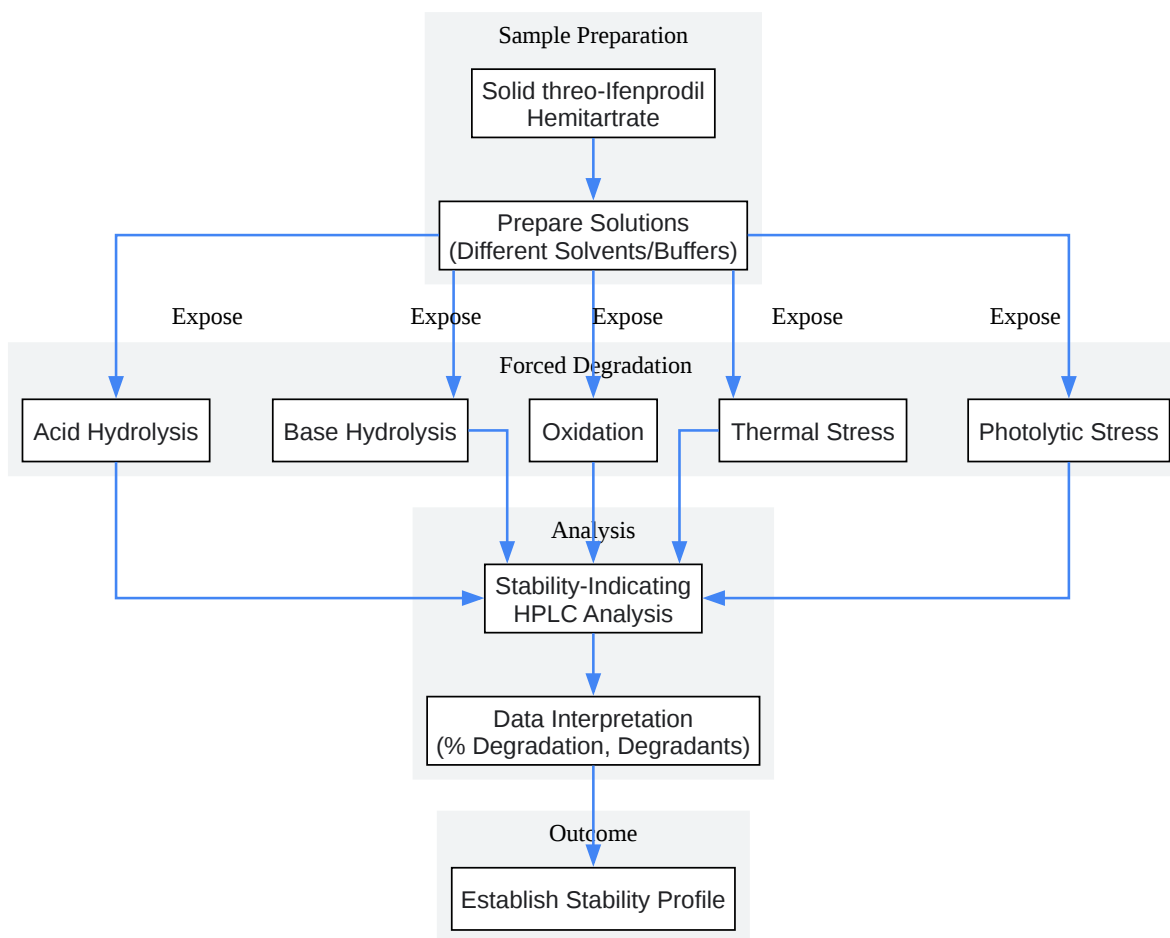 Sample Preparation
Solid threo-Ifenprodil
Hemitartrate
Prepare Solutions
(Different Solvents/Buffers)
Expose
Expose
Expose
Expose
Expose
Forced Degradation
Acid Hydrolysis
Base Hydrolysis
Oxidation
Thermal Stress
Photolytic Stress
Analysis
Stability-Indicating
HPLC Analysis
Data Interpretation
(% Degradation, Degradants)
Outcome
Establish Stability Profile